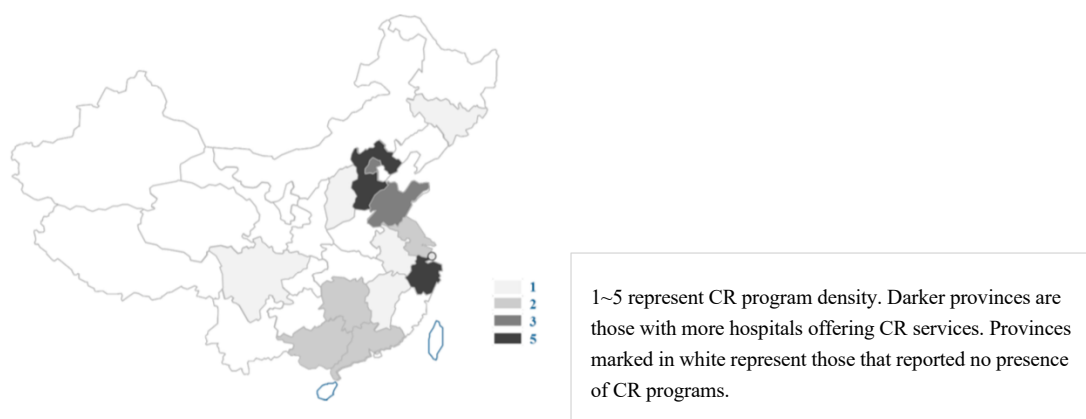 1
2
3
5
1~5 represent CR program density. Darker provinces are
those with more hospitals offering CR services. Provinces
marked in white represent those that reported no presence
of CR programs.